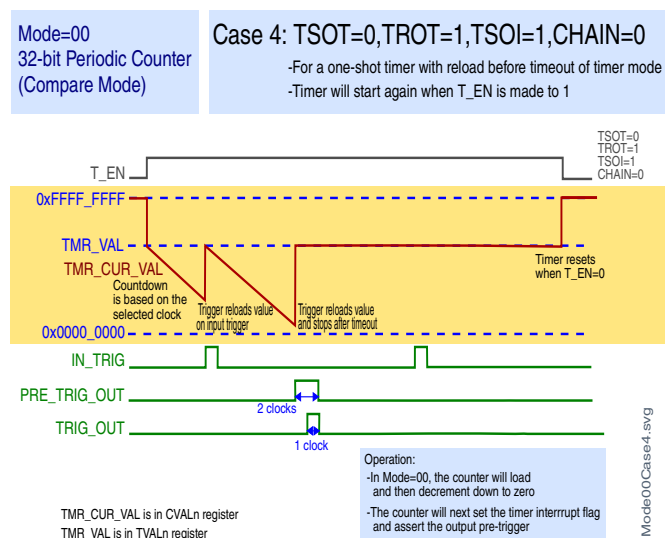 Mode=00
32-bit Periodic Counter
(Compare Mode)
Case 4: TSOT=0,TROT=1,TSOI=1,CHAIN=0
-For a one-shot timer with reload before timeout of timer mode
-Timer will start again when T_EN is made to 1
TSOT=0
TROT=1
TSOI=1
CHAIN=0
T_EN
0xFFFF_FFFF
TMR_VAL
TMR_CUR_VAL
Countdown
is based on the
selected clock
Trigger reloads value
on input trigger
Trigger reloads value
and stops after timeout
Timer resets
when T_EN=0
0x0000_0000
IN_TRIG
PRE_TRIG_OUT
2 clocks
TRIG_OUT
1 clock
Operation:
-In Mode=00, the counter will load
and then decrement down to zero
-The counter will next set the timer interrrupt flag
and assert the output pre-trigger
TMR_CUR_VAL is in CVALn register
TMR_VAL is in TVALn register
Mode00Case4.svg